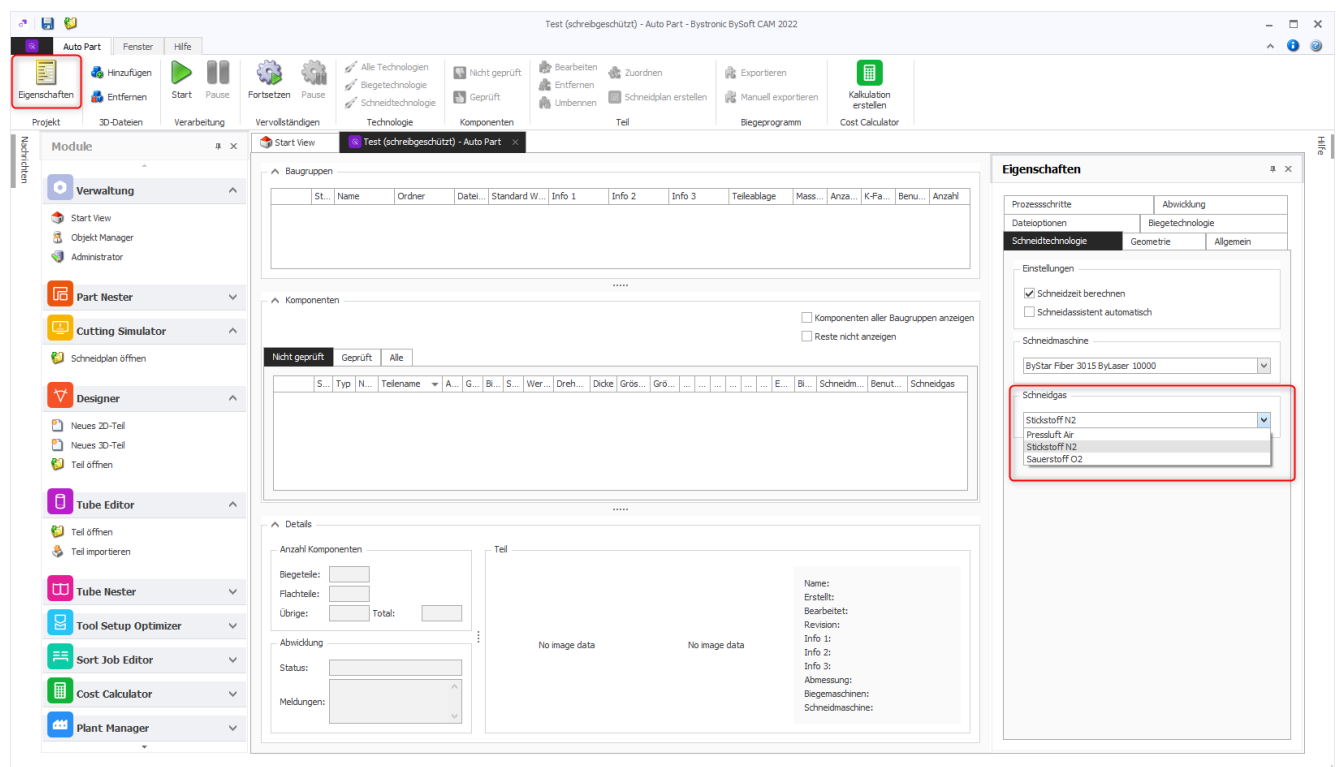 Test (schreibgeschützt) - Auto Part - Bystronic BySoft CAM 2022
Auto Part Fenster Hilfe
Eigenschaften
Hinzufügen
Entfernen
Start Pause
Fortsetzen Pause
Alle Technologien
Biegetechnologie
Schneidtechnologie
Nicht geprüft
Geprüft
Bearbeiten
Entfernen
Umbennen
Zuordnen
Schneidplan erstellen
Exportieren
Manuell exportieren
Kalkulation
erstellen
Projekt 3D-Dateien Verarbeitung Vervollständigen Technologie Komponenten Teil Biegeprogramm Cost Calculator
Nachrichten
Module
Verwaltung
Start View
Objekt Manager
Administrator
Part Nester
Cutting Simulator
Schneidplan öffnen
Designer
Neues 2D-Teil
Neues 3D-Teil
Teil öffnen
Tube Editor
Teil öffnen
Teil importieren
Tube Nester
Tool Setup Optimizer
Sort Job Editor
Cost Calculator
Plant Manager
Start View Test (schreibgeschützt) - Auto Part
Baugruppen
St... Name Ordner Datei... Standard W... Info 1 Info 2 Info 3 Teileablage Mass... Anza... K-Fa... Benu... Anzahl
Komponenten
Komponenten aller Baugruppen anzeigen
Reste nicht anzeigen
Nicht geprüft Geprüft Alle
S... Typ N... Teilename A... G... Bi... S... Wer... Dreh... Dicke Grös... Grö... ... ... ... ... ... E... Bi... Schneidm... Benut... Schneidgas
Details
Anzahl Komponenten
Biegeteile:
Flachteile:
Übrige: Total:
Abwicklung
Status:
Meldungen:
Teil
No image data No image data
Name:
Erstellt:
Bearbeitet:
Revision:
Info 1:
Info 2:
Info 3:
Abmessung:
Biegemaschinen:
Schneidmaschine:
Eigenschaften
Prozessschritte Abwicklung
Dateioptionen Biegetechnologie
Schneidtechnologie Geometrie Allgemein
Einstellungen
Schneidzeit berechnen
Schneidassistent automatisch
Schneidmaschine
ByStar Fiber 3015 ByLaser 10000
Schneidgas
Stickstoff N2
Pressluft Air
Stickstoff N2
Sauerstoff O2
Hilfe